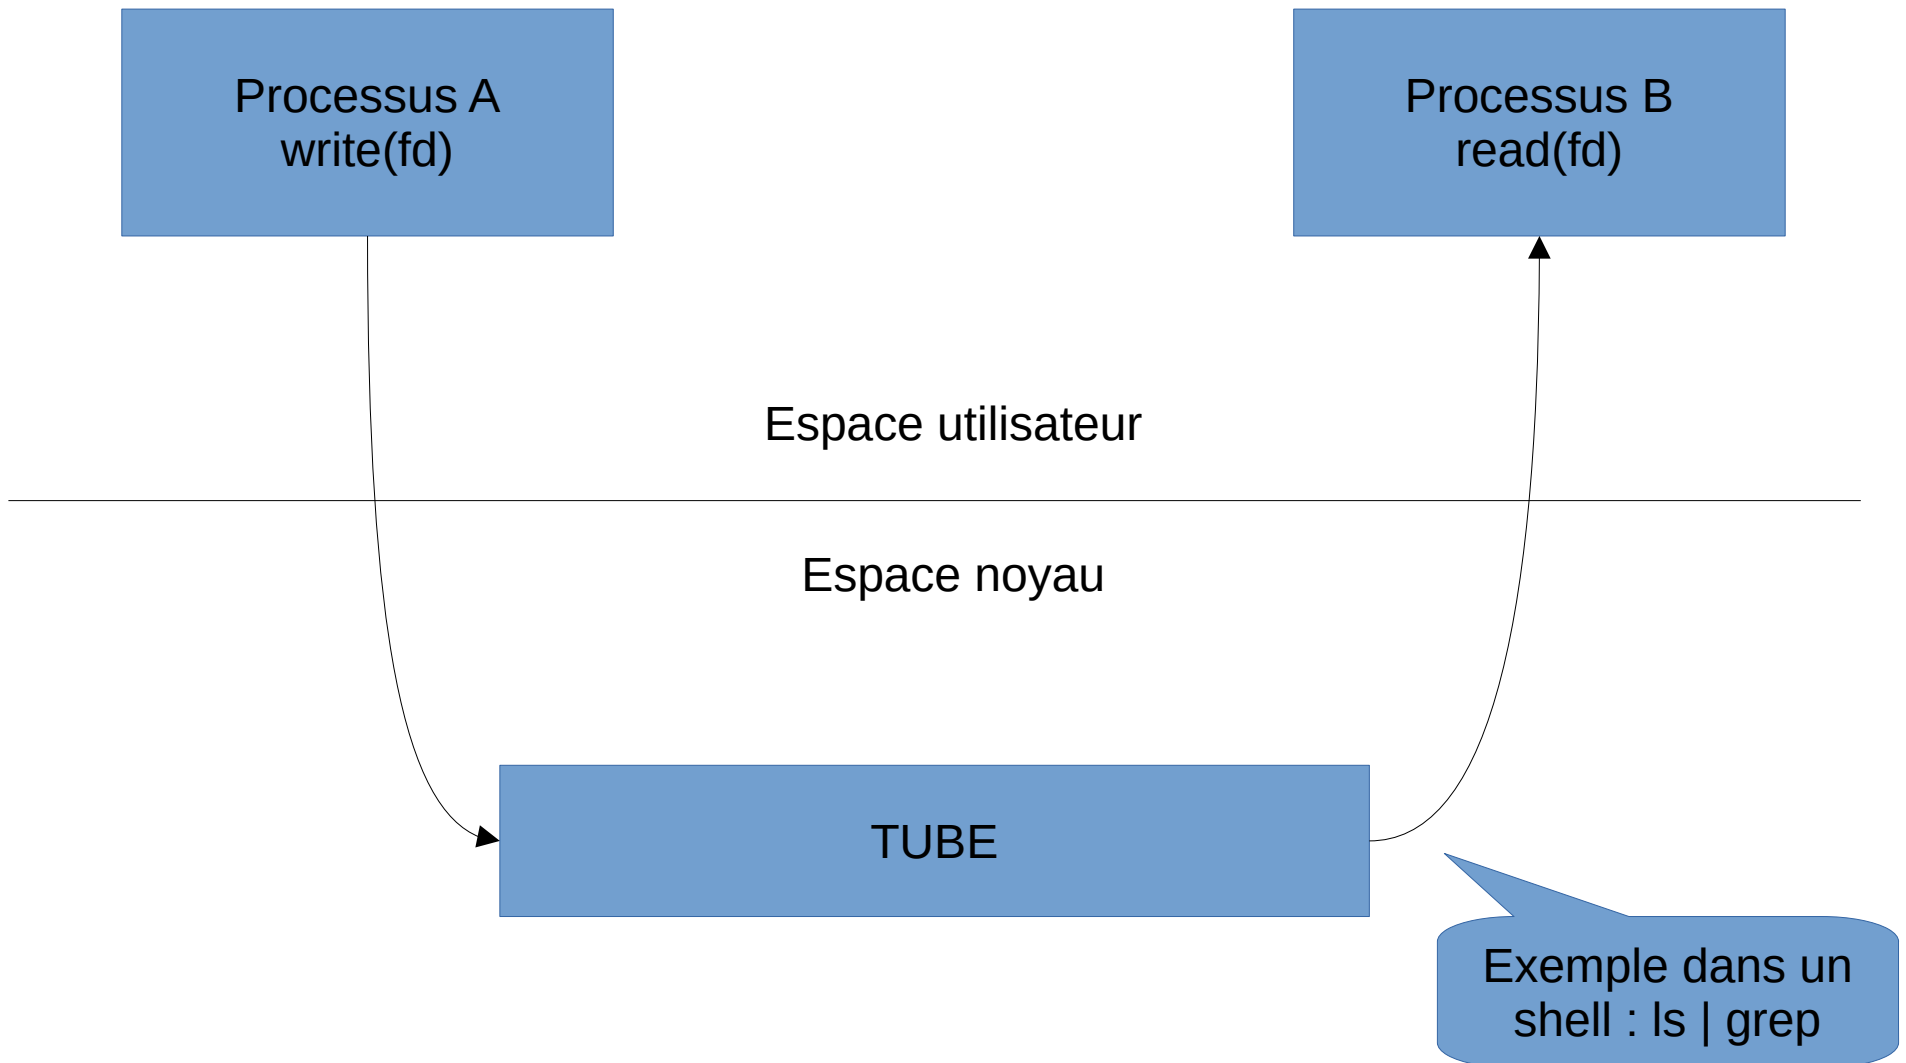 Processus A
write(fd)
Processus B
read(fd)
Espace utilisateur
Espace noyau
TUBE
Exemple dans un
shell : ls | grep